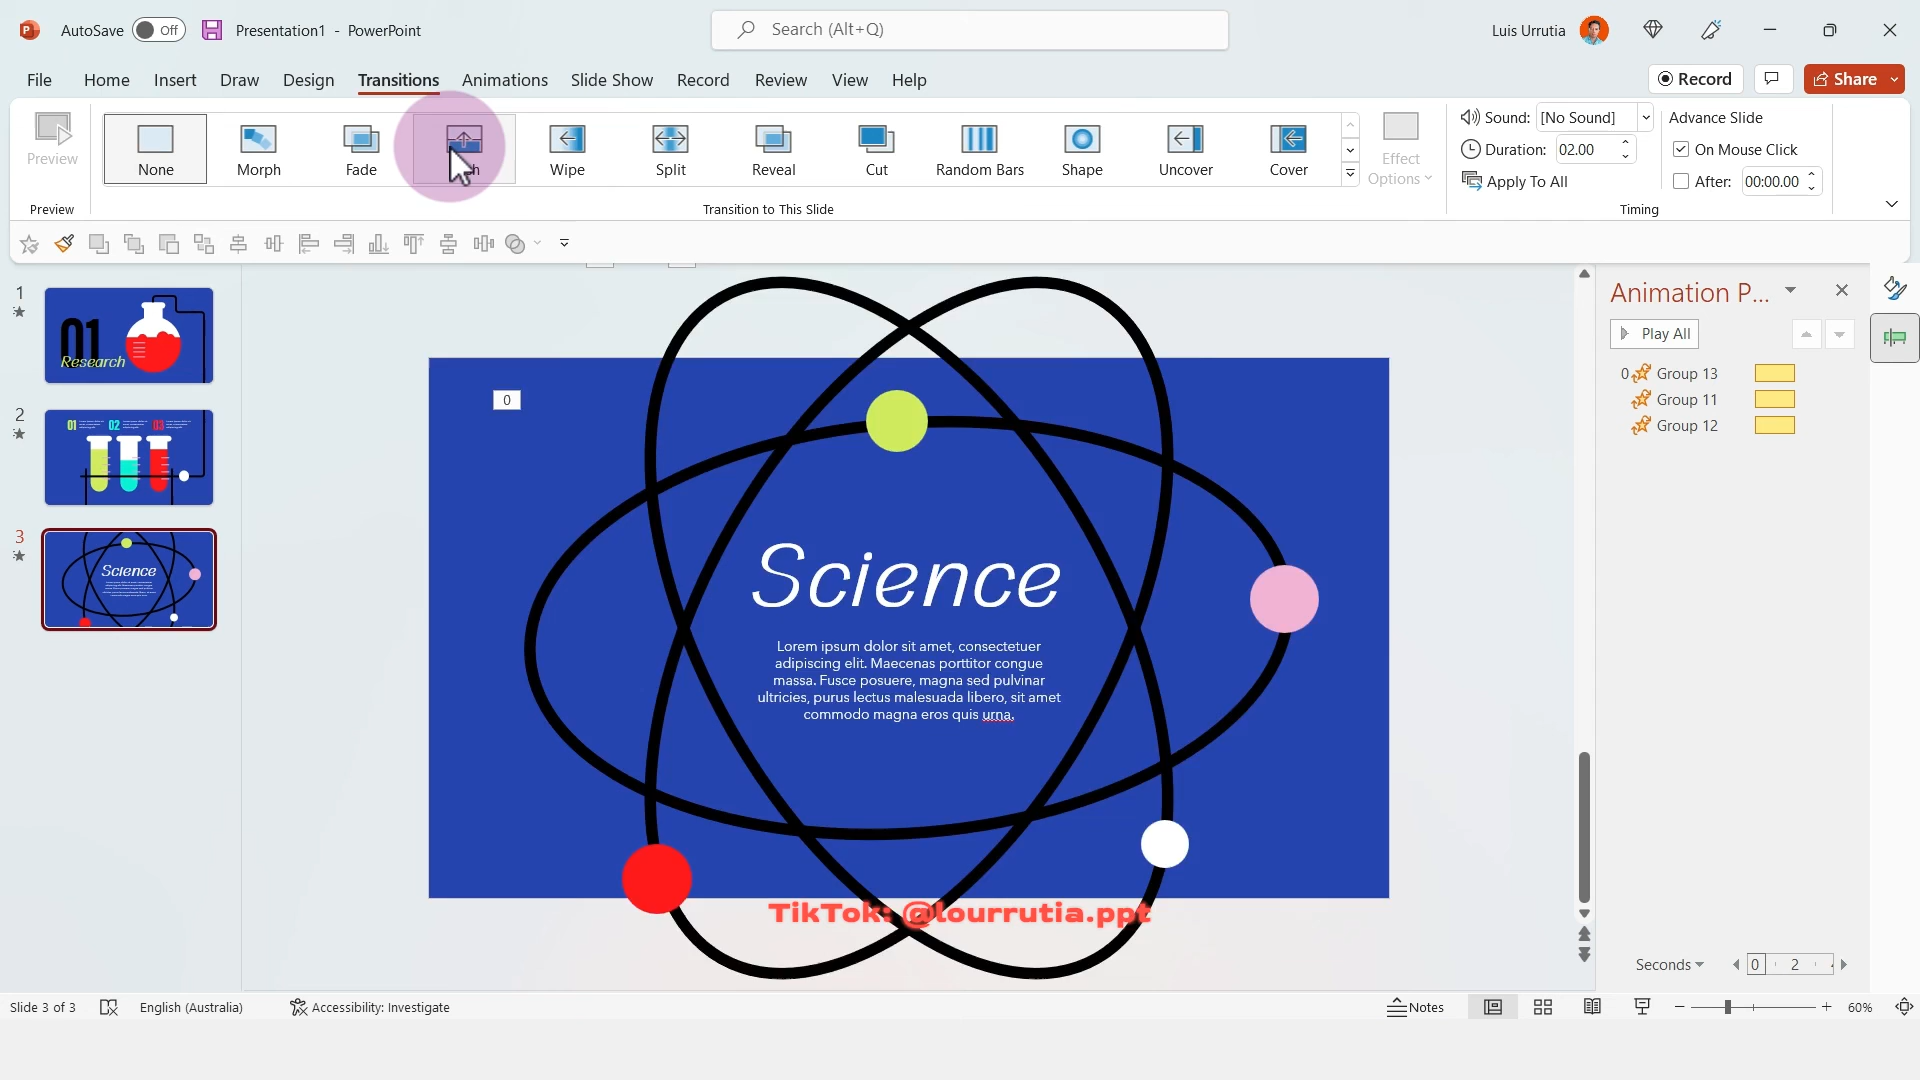 AutoSave Off Presentation1 - PowerPoint Search (Alt+Q) Luis Urrutia
File Home Insert Draw Design Transitions Animations Slide Show Record Review View Help Record Share
Preview
None Morph Fade Wipe Split Reveal Cut Random Bars Shape Uncover Cover
Effect
Options
Sound: [No Sound]
Duration: 02.00
Apply To All
Advance Slide
On Mouse Click
After: 00:00.00
Preview Transition to This Slide Timing
1
01
Research
2
01 02 03
3
Science
0
Science
Lorem ipsum dolor sit amet, consectetuer
adipiscing elit. Maecenas porttitor congue
massa. Fusce posuere, magna sed pulvinar
ultricies, purus lectus malesuada libero, sit amet
commodo magna eros quis urna.
TikTok: @lourrutia.ppt
Animation P...
Play All
0 Group 13
Group 11
Group 12
Seconds 0 2
Slide 3 of 3 English (Australia) Accessibility: Investigate Notes 60%